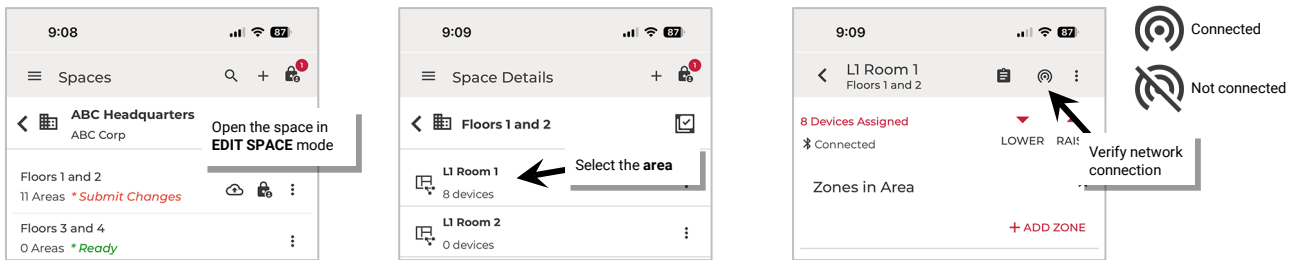 9:08
87
Spaces
1
ABC Headquarters
ABC Corp
Open the space in
EDIT SPACE mode
Floors 1 and 2
11 Areas * Submit Changes
Floors 3 and 4
0 Areas * Ready
9:09
87
Space Details
1
Floors 1 and 2
L1 Room 1
8 devices
Select the area
L1 Room 2
0 devices
9:09
87
L1 Room 1
Floors 1 and 2
8 Devices Assigned
Connected
LOWER
Verify network
connection
Zones in Area
+ ADD ZONE
Connected
Not connected